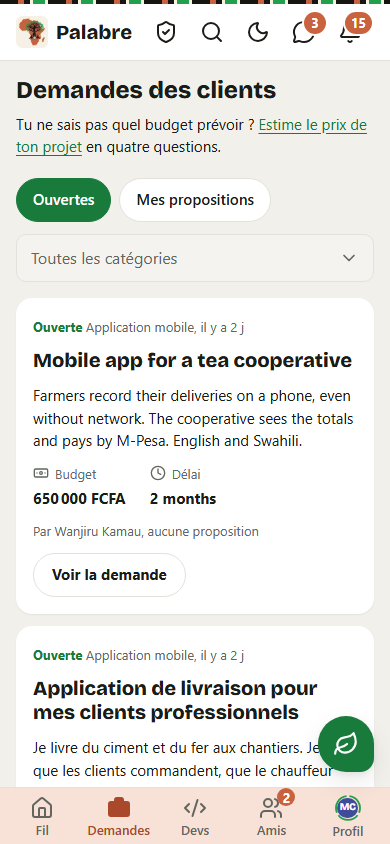 Palabre
3
15
Demandes des clients
Tu ne sais pas quel budget prévoir ? Estime le prix de
ton projet en quatre questions.
Ouvertes
Mes propositions
Toutes les catégories
Ouverte Application mobile, il y a 2 j
Mobile app for a tea cooperative
Farmers record their deliveries on a phone, even
without network. The cooperative sees the totals
and pays by M-Pesa. English and Swahili.
Budget
Délai
650 000 FCFA
2 months
Par Wanjiru Kamau, aucune proposition
Voir la demande
Ouverte Application mobile, il y a 2 j
Application de livraison pour
mes clients professionnels
Je livre du ciment et du fer aux chantiers.
que les clients commandent, que le chauffeur
Fil
Demandes
Devs
2
Amis
MC
Profil